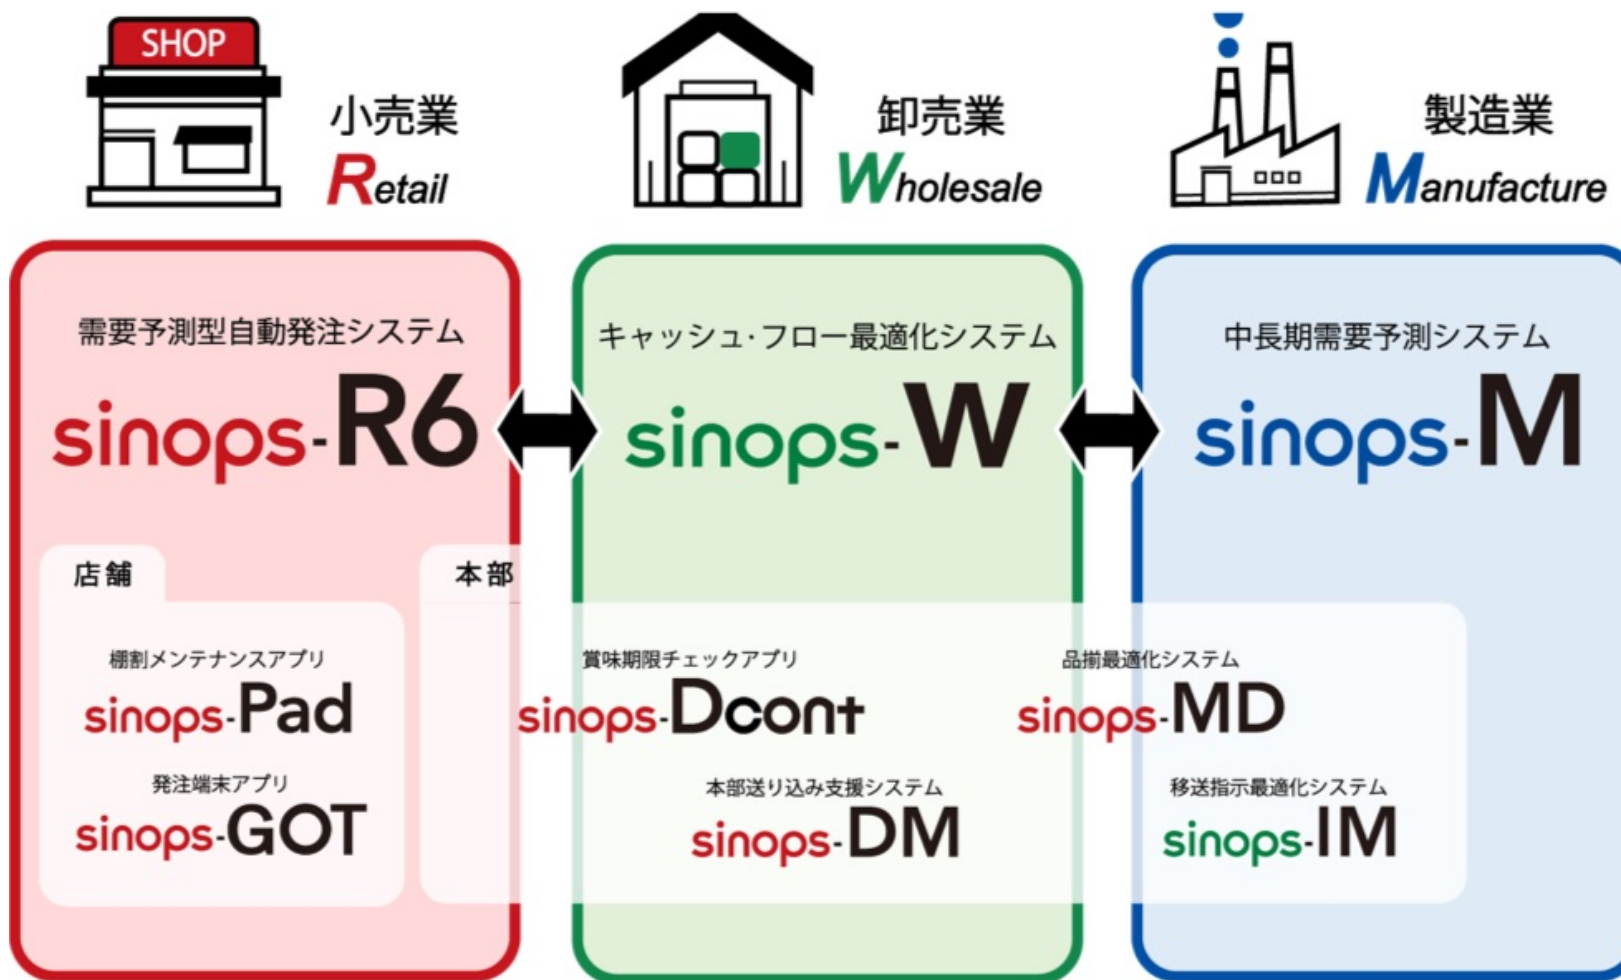 SHOP
小売業
Retail
卸売業
Wholesale
製造業
Manufacture
需要予測型自動発注システム
sinops-R6
キャッシュ・フロー最適化システム
sinops-W
中長期需要予測システム
sinops-M
店舗
棚割メンテナンスアプリ
sinops-Pad
発注端末アプリ
sinops-GOT
本部
賞味期限チェックアプリ
sinops-Dcont
品揃最適化システム
sinops-MD
本部送り込み支援システム
sinops-DM
移送指示最適化システム
sinops-IM